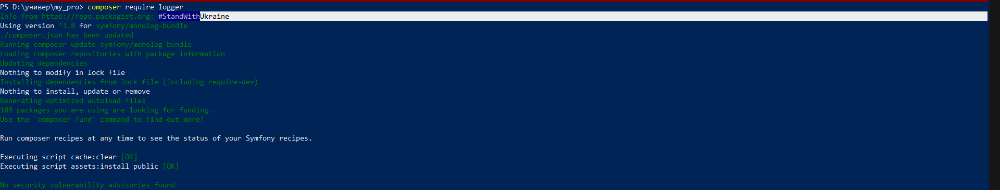 PS D:\универ\my_pro> composer require logger
Info from https://repo.packagist.org: #StandWithUkraine
Using version ^3.8 for symfony/monolog-bundle
./composer.json has been updated
Running composer update symfony/monolog-bundle
Loading composer repositories with package information
Updating dependencies
Nothing to modify in lock file
Installing dependencies from lock file (including require-dev)
Nothing to install, update or remove
Generating optimized autoload files
109 packages you are using are looking for funding.
Use the `composer fund` command to find out more!
Run composer recipes at any time to see the status of your Symfony recipes.
Executing script cache:clear [OK]
Executing script assets:install public [OK]
No security vulnerability advisories found